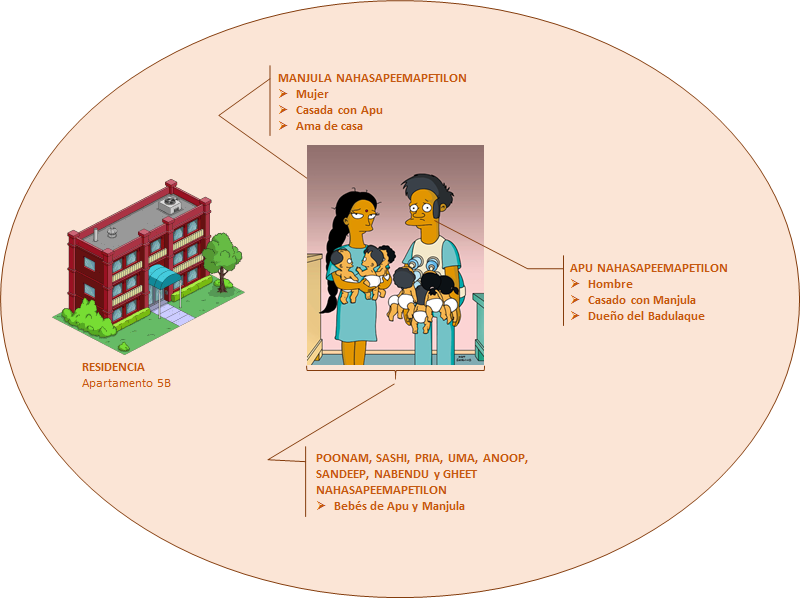 MANJULA NAHASAPEEMAPETILON
Mujer
Casada con Apu
Ama de casa
APU NAHASAPEEMAPETILON
Hombre
Casado con Manjula
Dueño del Badulaque
RESIDENCIA
Apartamento 5B
POONAM, SASHI, PRIA, UMA, ANOOP,
SANDEEP, NABENDU y GHEET
NAHASAPEEMAPETILON
Bebés de Apu y Manjula